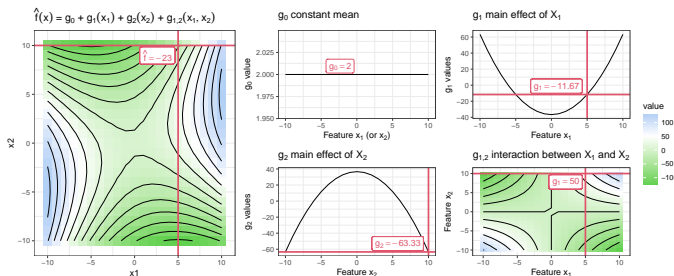 f̂(x) = g₀ + g₁(x₁) + g₂(x₂) + g₁,₂(x₁, x₂)
10
5
0
−5
−10
x2
−10 −5 0 5 10
x1
f̂ = −23
g₀ constant mean
g₀ value
2.025
2.000
1.975
1.950
g₀ = 2
−10 −5 0 5 10
Feature x₁ (or x₂)
g₁ main effect of X₁
g₁ values
60
40
20
0
−20
−40
g₁ = −11.67
−10 −5 0 5 10
Feature x₁
g₂ main effect of X₂
g₂ values
40
20
0
−20
−40
−60
g₂ = −63.33
−10 −5 0 5 10
Feature x₂
g₁,₂ interaction between X₁ and X₂
Feature x₂
10
5
0
−5
−10
g₁ = 50
−10 −5 0 5 10
Feature x₁
value
100
50
0
−50
−100